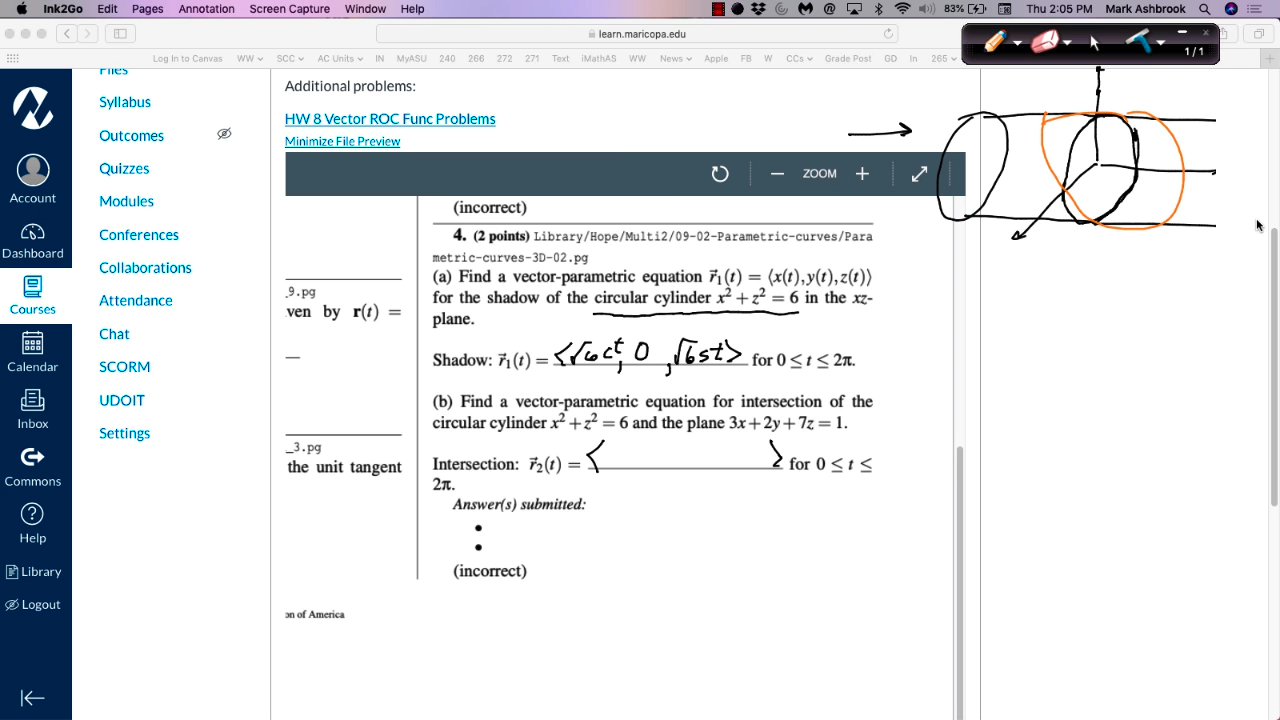 Ink2Go Edit Pages Annotation Screen Capture Window Help 83% Thu 2:05 PM Mark Ashbrook
learn.maricopa.edu
1 / 1
Log In to Canvas WW SCC AC Units IN MyASU 240 266 272 271 Text iMathAS WW News Apple FB W CCs Grade Post GD In 265
Files
Syllabus
Outcomes
Quizzes
Modules
Conferences
Collaborations
Attendance
Chat
SCORM
UDOIT
Settings
Account
Dashboard
Courses
Calendar
Inbox
Commons
Help
Library
Logout
Additional problems:
HW 8 Vector ROC Func Problems
Minimize File Preview
ZOOM
_9.pg
ven by r(t) =
_3.pg
the unit tangent
on of America
(incorrect)
4. (2 points) Library/Hope/Multi2/09-02-Parametric-curves/Para
metric-curves-3D-02.pg
(a) Find a vector-parametric equation r⃗₁(t) = ⟨x(t), y(t), z(t)⟩
for the shadow of the circular cylinder x² + z² = 6 in the xz-
plane.
Shadow: r⃗₁(t) = <√6 ct, 0, √6 st> for 0 ≤ t ≤ 2π.
(b) Find a vector-parametric equation for intersection of the
circular cylinder x² + z² = 6 and the plane 3x + 2y + 7z = 1.
Intersection: r⃗₂(t) = < > for 0 ≤ t ≤
2π.
Answer(s) submitted:
•
•
(incorrect)